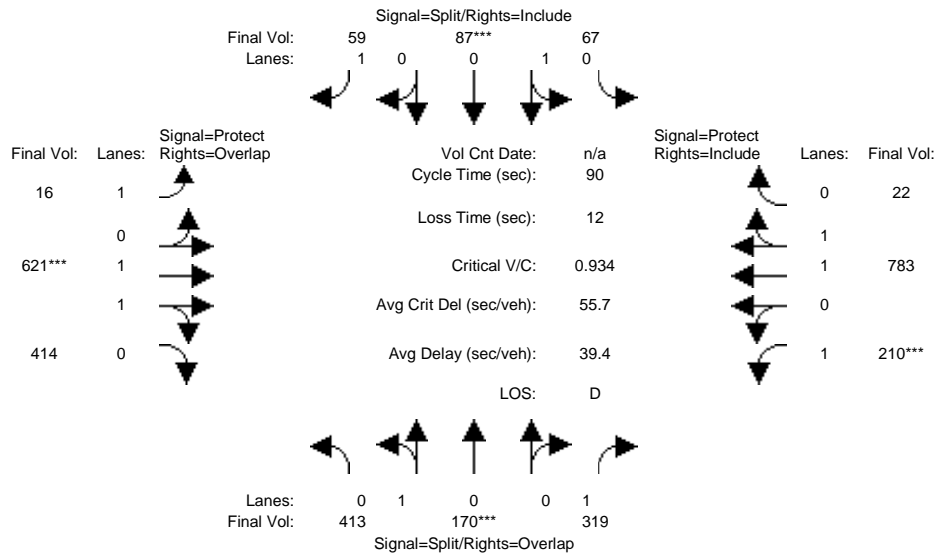 Signal=Split/Rights=Include
Final Vol: 59 87*** 67
Lanes: 1 0 0 1 0
Signal=Protect
Final Vol: Lanes: Rights=Overlap
Vol Cnt Date: n/a
Signal=Protect
Rights=Include Lanes: Final Vol:
Cycle Time (sec): 90
16 1
0 22
Loss Time (sec): 12
0
1
621*** 1
Critical V/C: 0.934
1 783
1
Avg Crit Del (sec/veh): 55.7
0
414 0
Avg Delay (sec/veh): 39.4
1 210***
LOS: D
Lanes: 0 1 0 0 1
Final Vol: 413 170*** 319
Signal=Split/Rights=Overlap